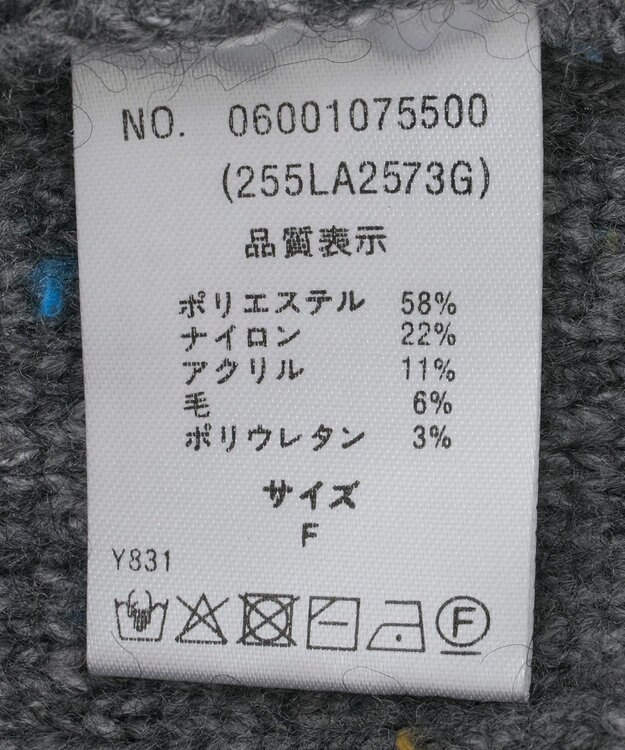 NO. 06001075500
(255LA2573G)
品質表示
ポリエステル 58%
ナイロン 22%
アクリル 11%
毛 6%
ポリウレタン 3%
サイズ
F
Y831
F